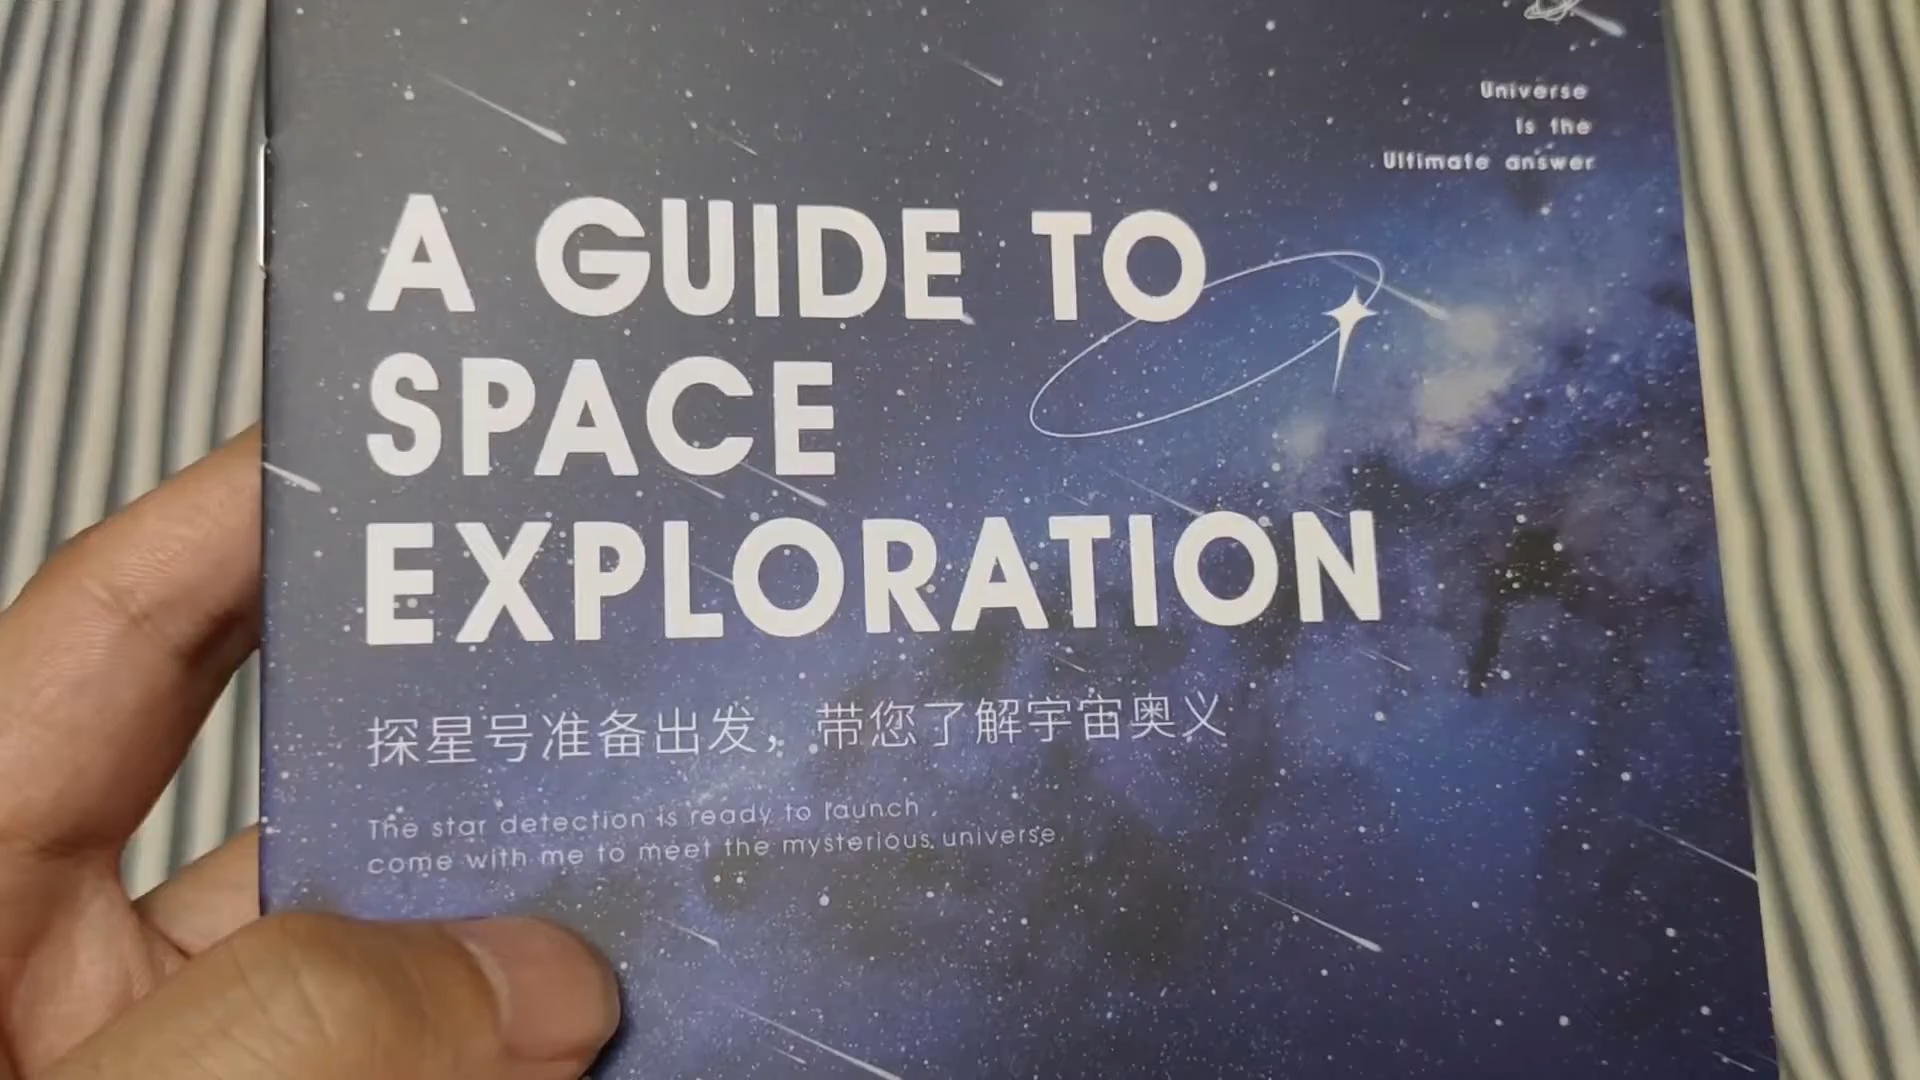 Universe
Is the
Ultimate answer
A GUIDE TO
SPACE
EXPLORATION
探星号准备出发，带您了解宇宙奥义
The star detection is ready to launch
come with me to meet the mysterious universe